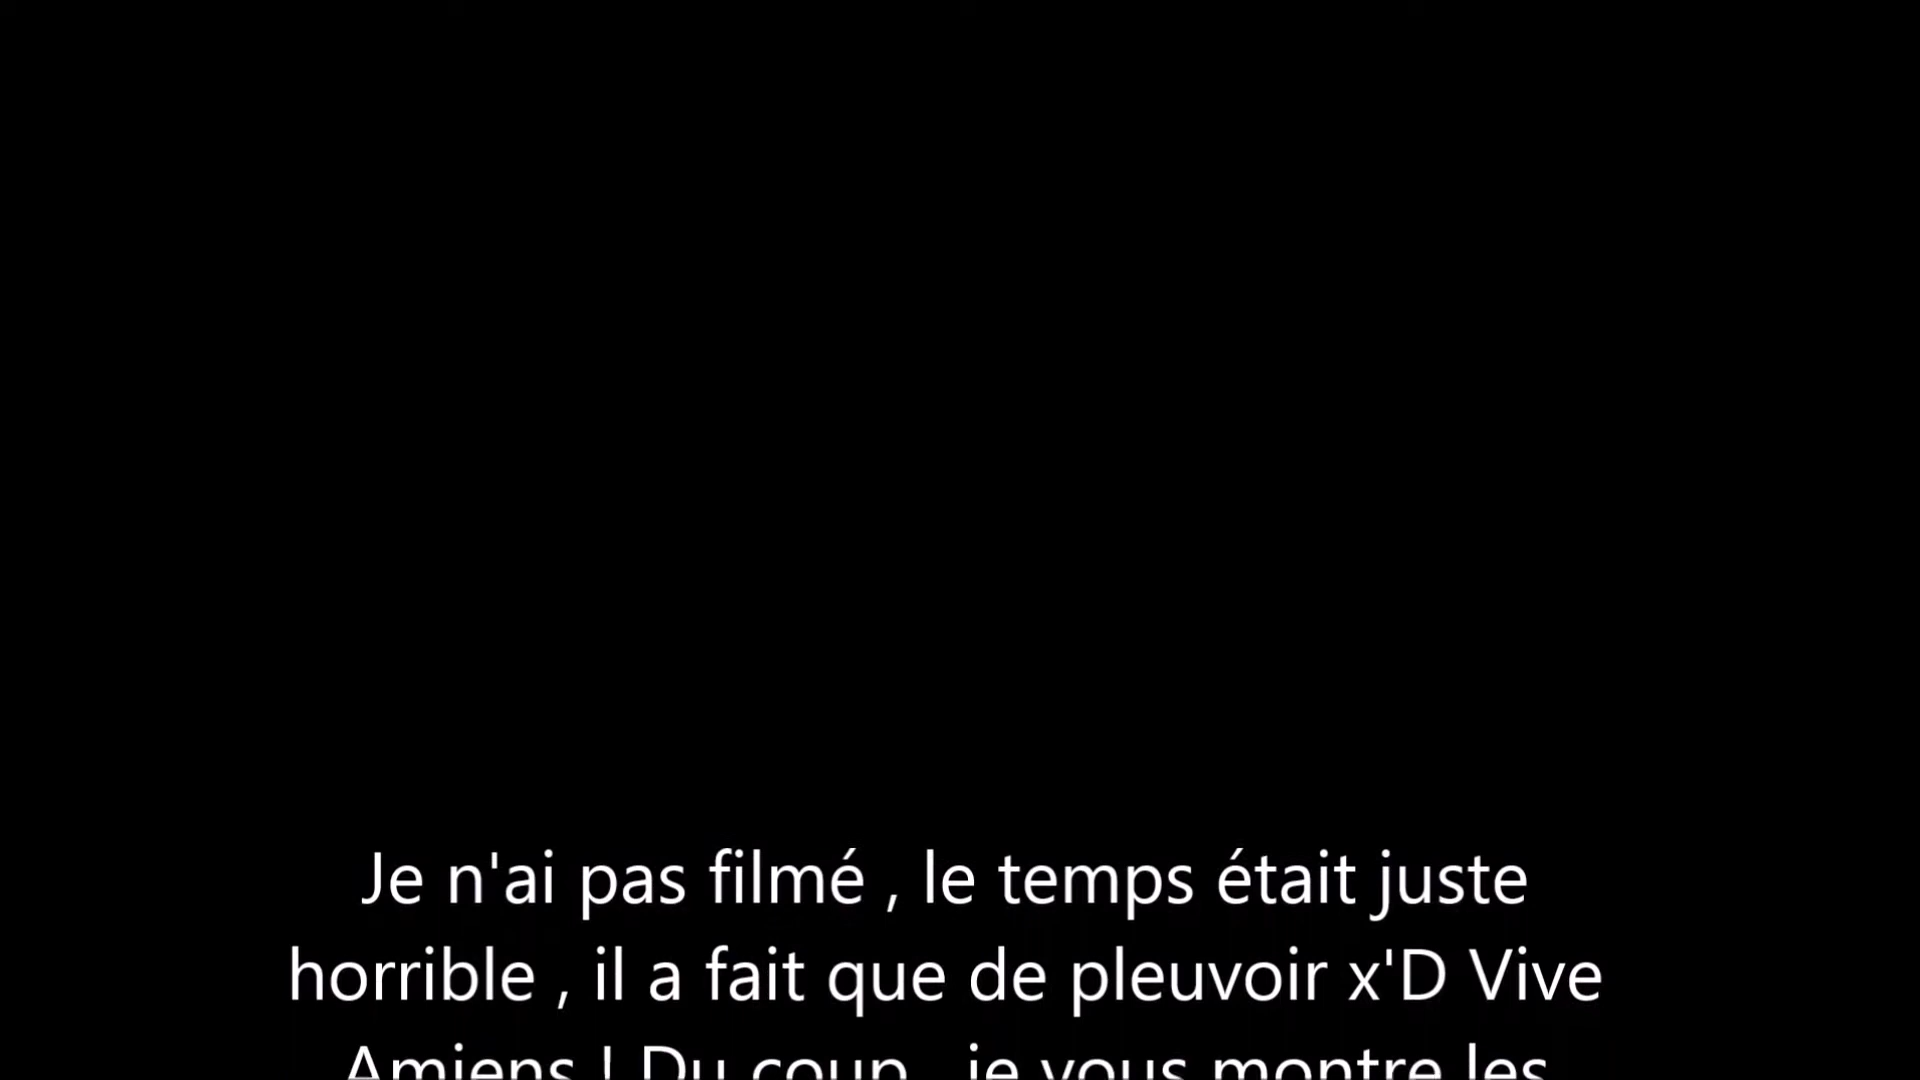 Je n'ai pas filmé , le temps était juste
horrible , il a fait que de pleuvoir x'D Vive
Amiens ! Du coup , je vous montre les